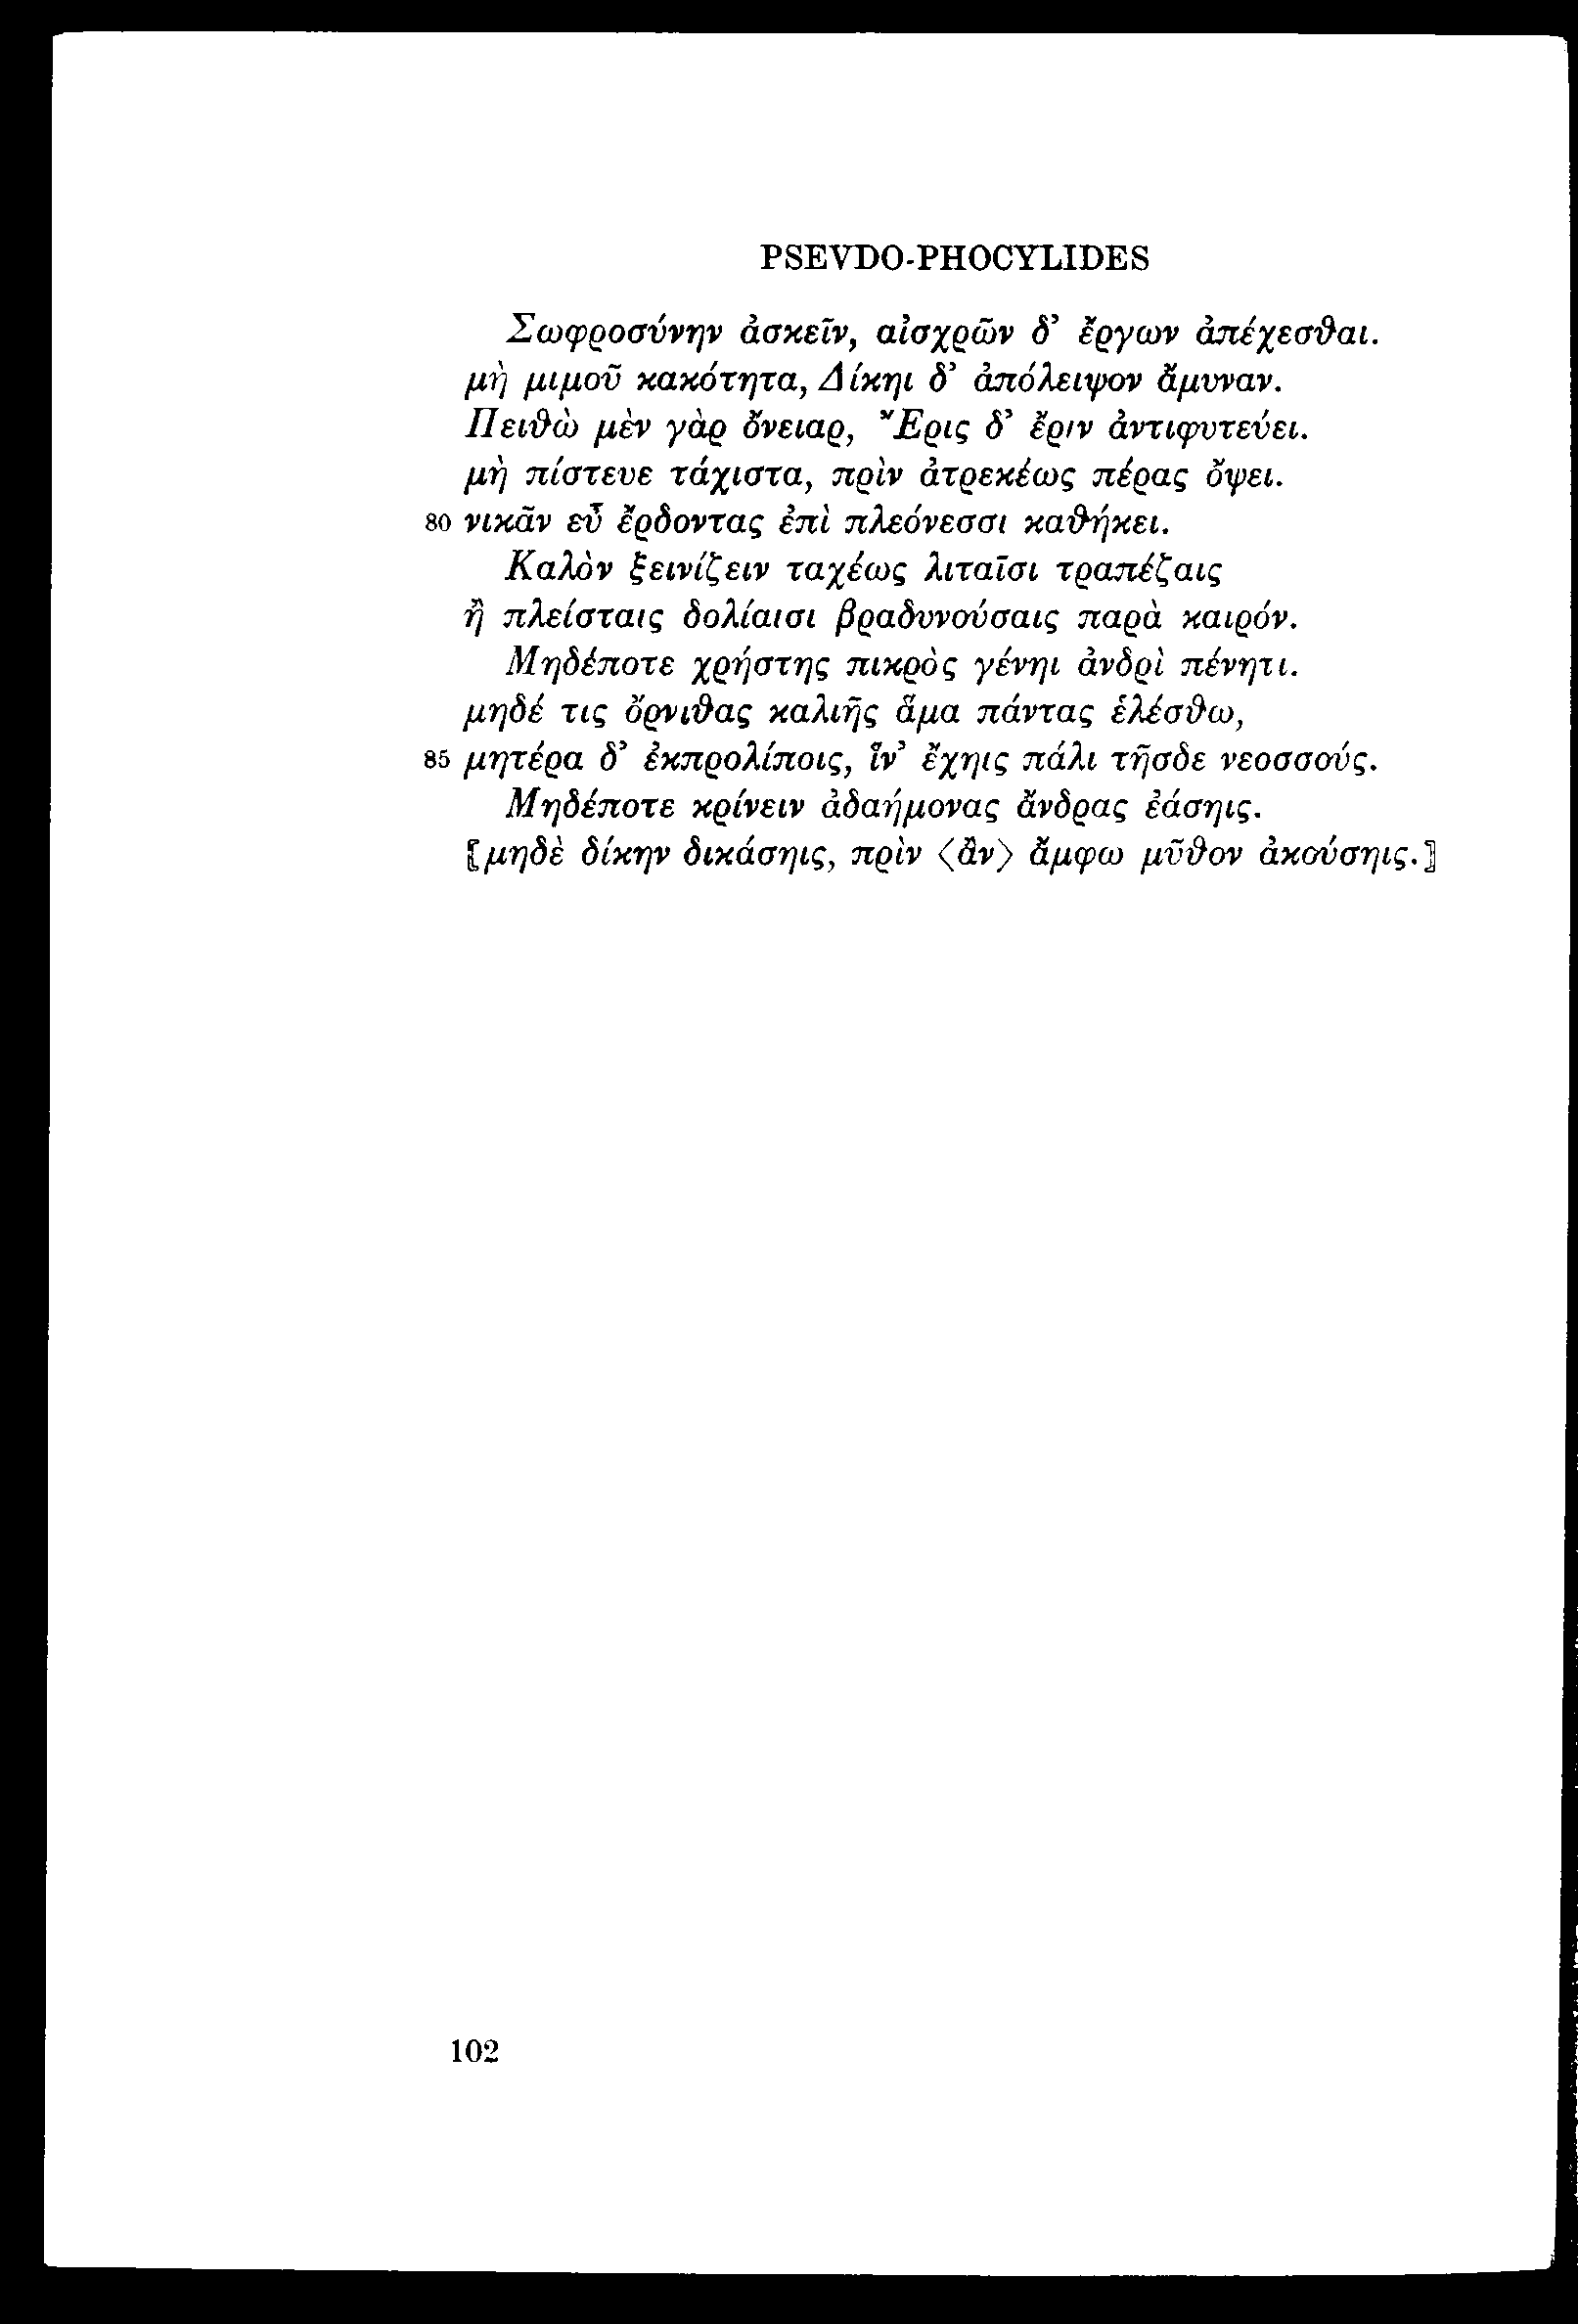 PSEVDO-PHOCYLIDES
Σωφροσύνην ἀσκεῖν, αἰσχρῶν δ’ ἔργων ἀπέχεσθαι.
μὴ μιμοῦ κακότητα, Δίκηι δ’ ἀπόλειψον ἄμυναν.
Πειθὼ μὲν γὰρ ὄνειαρ, Ἔρις δ’ ἔριν ἀντιφυτεύει.
μὴ πίστευε τάχιστα, πρὶν ἀτρεκέως πέρας ὄψει.
80 νικᾶν εὖ ἔρδοντας ἐπὶ πλεόνεσσι καθήκει.
Καλὸν ξεινίζειν ταχέως λιταῖσι τραπέζαις
ἢ πλείσταις δολίαισι βραδυνούσαις παρὰ καιρόν.
Μηδέποτε χρήστης πικρὸς γένηι ἀνδρὶ πένητι.
μηδέ τις ὄρνιθας καλιῆς ἅμα πάντας ἑλέσθω,
85 μητέρα δ’ ἐκπρολίποις, ἵν’ ἔχηις πάλι τῆσδε νεοσσούς.
Μηδέποτε κρίνειν ἀδαήμονας ἄνδρας ἐάσηις.
⟦μηδὲ δίκην δικάσηις, πρὶν ⟨ἂν⟩ ἄμφω μῦθον ἀκούσηις.⟧
102